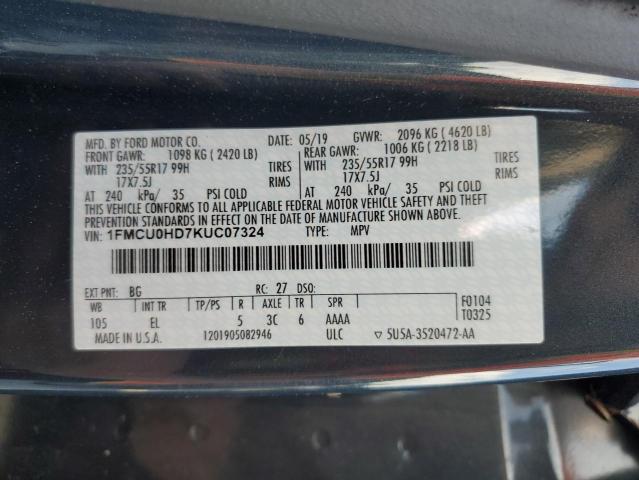 MFD. BY FORD MOTOR CO. DATE: 05/19 GVWR: 2096 KG ( 4620 LB)
FRONT GAWR: 1098 KG ( 2420 LB) REAR GAWR: 1006 KG ( 2218 LB)
WITH 235/55R17 99H TIRES WITH 235/55R17 99H TIRES
17X7.5J RIMS 17X7.5J RIMS
AT 240 kPa/ 35 PSI COLD AT 240 kPa/ 35 PSI COLD
THIS VEHICLE CONFORMS TO ALL APPLICABLE FEDERAL MOTOR VEHICLE SAFETY AND THEFT
PREVENTION STANDARDS IN EFFECT ON THE DATE OF MANUFACTURE SHOWN ABOVE.
VIN: 1FMCU0HD7KUC07324 TYPE: MPV
EXT PNT: BG RC: 27 DSO:
WB INT TR TP/PS R AXLE TR SPR F0104
105 EL 5 3C 6 AAAA T0325
MADE IN U.S.A. 1201905082946 ULC ▽ 5U5A-3520472-AA